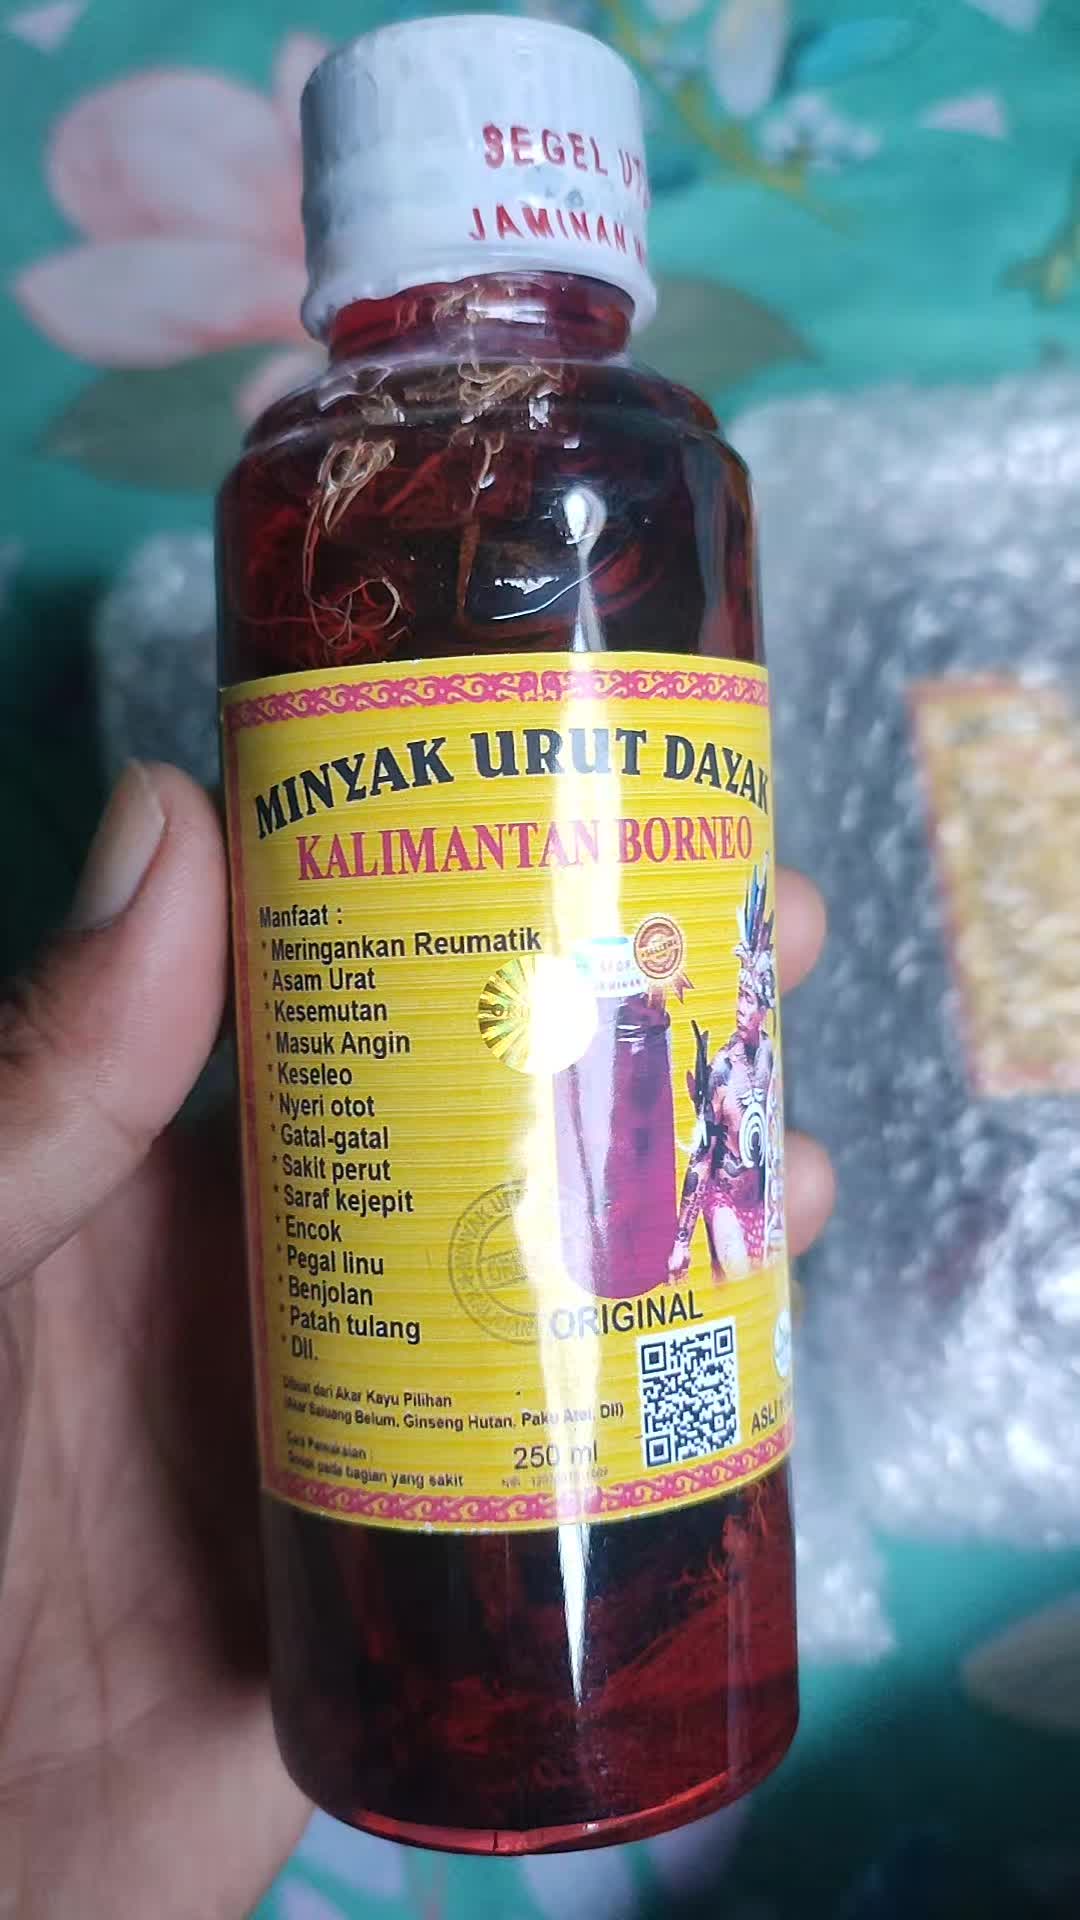 SEGEL
JAMINAN
MINYAK URUT DAYAK
KALIMANTAN BORNEO
Manfaat :
* Meringankan Reumatik
* Asam Urat
* Kesemutan
* Masuk Angin
* Keseleo
* Nyeri otot
* Gatal-gatal
* Sakit perut
* Saraf kejepit
* Encok
* Pegal linu
* Benjolan
* Patah tulang
* Dll.
ORIGINAL
Dibuat dari Akar Kayu Pilihan
(Akar Saluang Belum, Ginseng Hutan, Paku Atei, Dll)
Cara Pemakaian :
Gosok pada bagian yang sakit
250 ml
ASLI